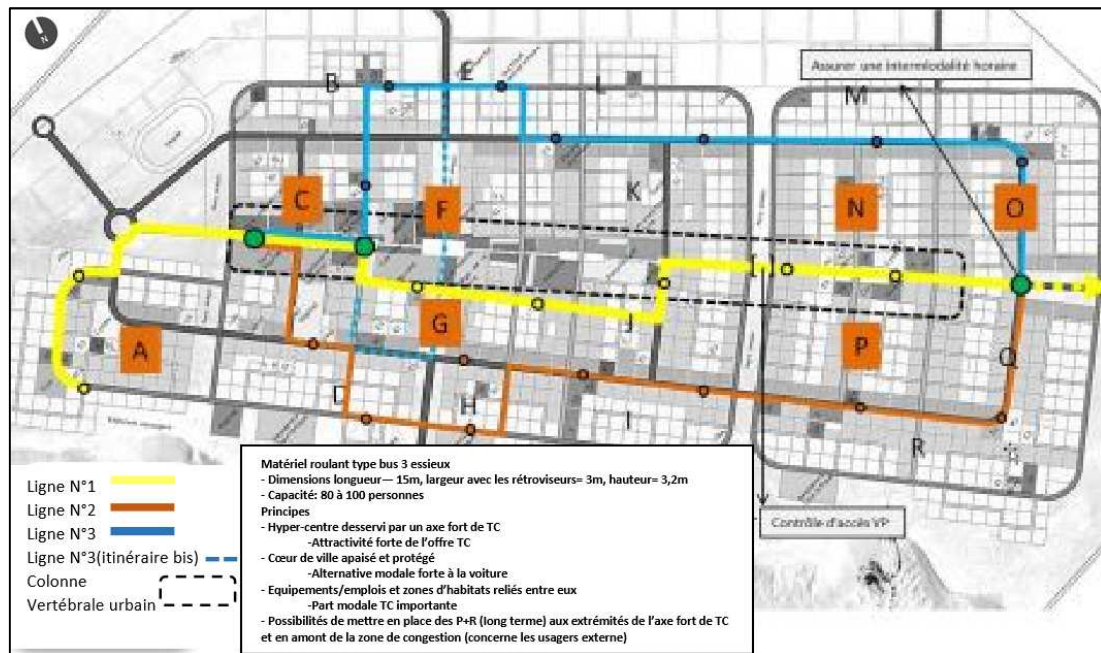 N
Assurer une intermodalité horaire
B
E
L
M
C
F
K
N
O
A
G
J
P
Q
D
H
I
R
Contrôle d'accès VP
Ligne N°1
Ligne N°2
Ligne N°3
Ligne N°3(itinéraire bis)
Colonne
Vertébrale urbain
Matériel roulant type bus 3 essieux
- Dimensions longueur— 15m, largeur avec les rétroviseurs= 3m, hauteur= 3,2m
- Capacité: 80 à 100 personnes
Principes
- Hyper-centre desservi par un axe fort de TC
-Attractivité forte de l'offre TC
- Cœur de ville apaisé et protégé
-Alternative modale forte à la voiture
- Equipements/emplois et zones d'habitats reliés entre eux
-Part modale TC importante
- Possibilités de mettre en place des P+R (long terme) aux extrémités de l'axe fort de TC
et en amont de la zone de congestion (concerne les usagers externe)